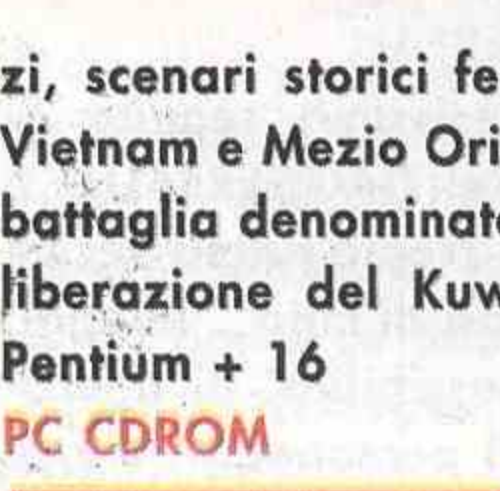 zi, scenari storici fe
Vietnam e Mezio Ori
battaglia denominat
liberazione del Kuw
Pentium + 16
PC CDROM